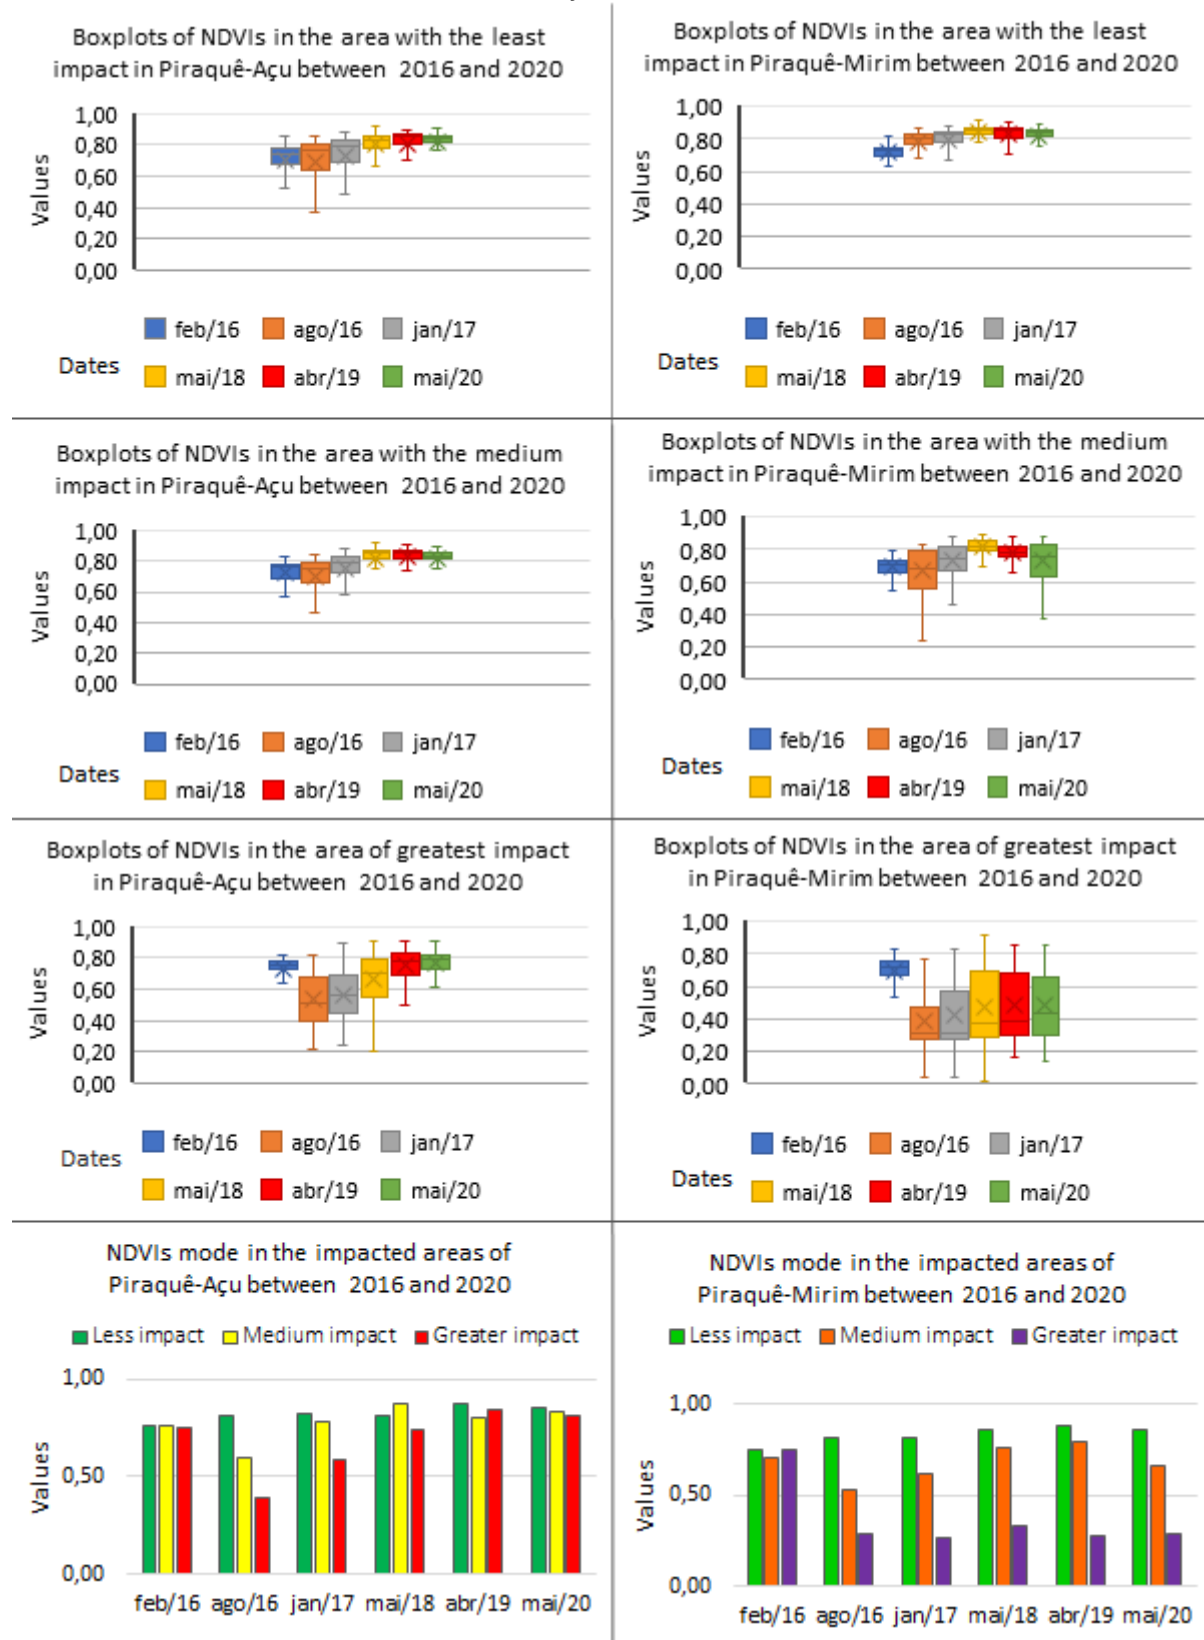 Boxplots of NDVIs in the area with the least
impact in Piraquê-Açu between 2016 and 2020
1,00
0,80
0,60
0,40
0,20
0,00
Values
feb/16 ago/16 jan/17
Dates
mai/18 abr/19 mai/20
Boxplots of NDVIs in the area with the least
impact in Piraquê-Mirim between 2016 and 2020
1,00
0,80
0,60
0,40
0,20
0,00
Values
feb/16 ago/16 jan/17
Dates
mai/18 abr/19 mai/20
Boxplots of NDVIs in the area with the medium
impact in Piraquê-Açu between 2016 and 2020
1,00
0,80
0,60
0,40
0,20
0,00
Values
feb/16 ago/16 jan/17
Dates
mai/18 abr/19 mai/20
Boxplots of NDVIs in the area with the medium
impact in Piraquê-Mirim between 2016 and 2020
1,00
0,80
0,60
0,40
0,20
0,00
Values
feb/16 ago/16 jan/17
Dates
mai/18 abr/19 mai/20
Boxplots of NDVIs in the area of greatest impact
in Piraquê-Açu between 2016 and 2020
1,00
0,80
0,60
0,40
0,20
0,00
Values
feb/16 ago/16 jan/17
Dates
mai/18 abr/19 mai/20
Boxplots of NDVIs in the area of greatest impact
in Piraquê-Mirim between 2016 and 2020
1,00
0,80
0,60
0,40
0,20
0,00
Values
feb/16 ago/16 jan/17
Dates
mai/18 abr/19 mai/20
NDVIs mode in the impacted areas of
Piraquê-Açu between 2016 and 2020
Less impact Medium impact Greater impact
1,00
0,50
0,00
Values
feb/16 ago/16 jan/17 mai/18 abr/19 mai/20
NDVIs mode in the impacted areas of
Piraquê-Mirim between 2016 and 2020
Less impact Medium impact Greater impact
1,00
0,50
0,00
Values
feb/16 ago/16 jan/17 mai/18 abr/19 mai/20